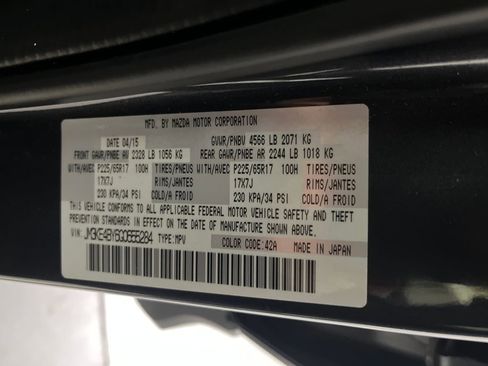 MFD. BY MAZDA MOTOR CORPORATION
DATE 04/15 GVWR/PNBV 4566 LB 2071 KG
FRONT GAWR/PNBE AV 2328 LB 1056 KG REAR GAWR/PNBE AR 2244 LB 1018 KG
WITH/AVEC P225/65R17 100H TIRES/PNEUS WITH/AVEC P225/65R17 100H TIRES/PNEUS
17X7J RIMS/JANTES 17X7J RIMS/JANTES
230 KPA/34 PSI COLD/A FROID 230 KPA/34 PSI COLD/A FROID
THIS VEHICLE CONFORMS TO ALL APPLICABLE FEDERAL MOTOR VEHICLE SAFETY AND THEFT
PREVENTION STANDARDS IN EFFECT ON THE DATE OF MANUFACTURE SHOWN ABOVE.
VIN: JM3KE4BY6G0655284 TYPE:MPV COLOR CODE:42A MADE IN JAPAN